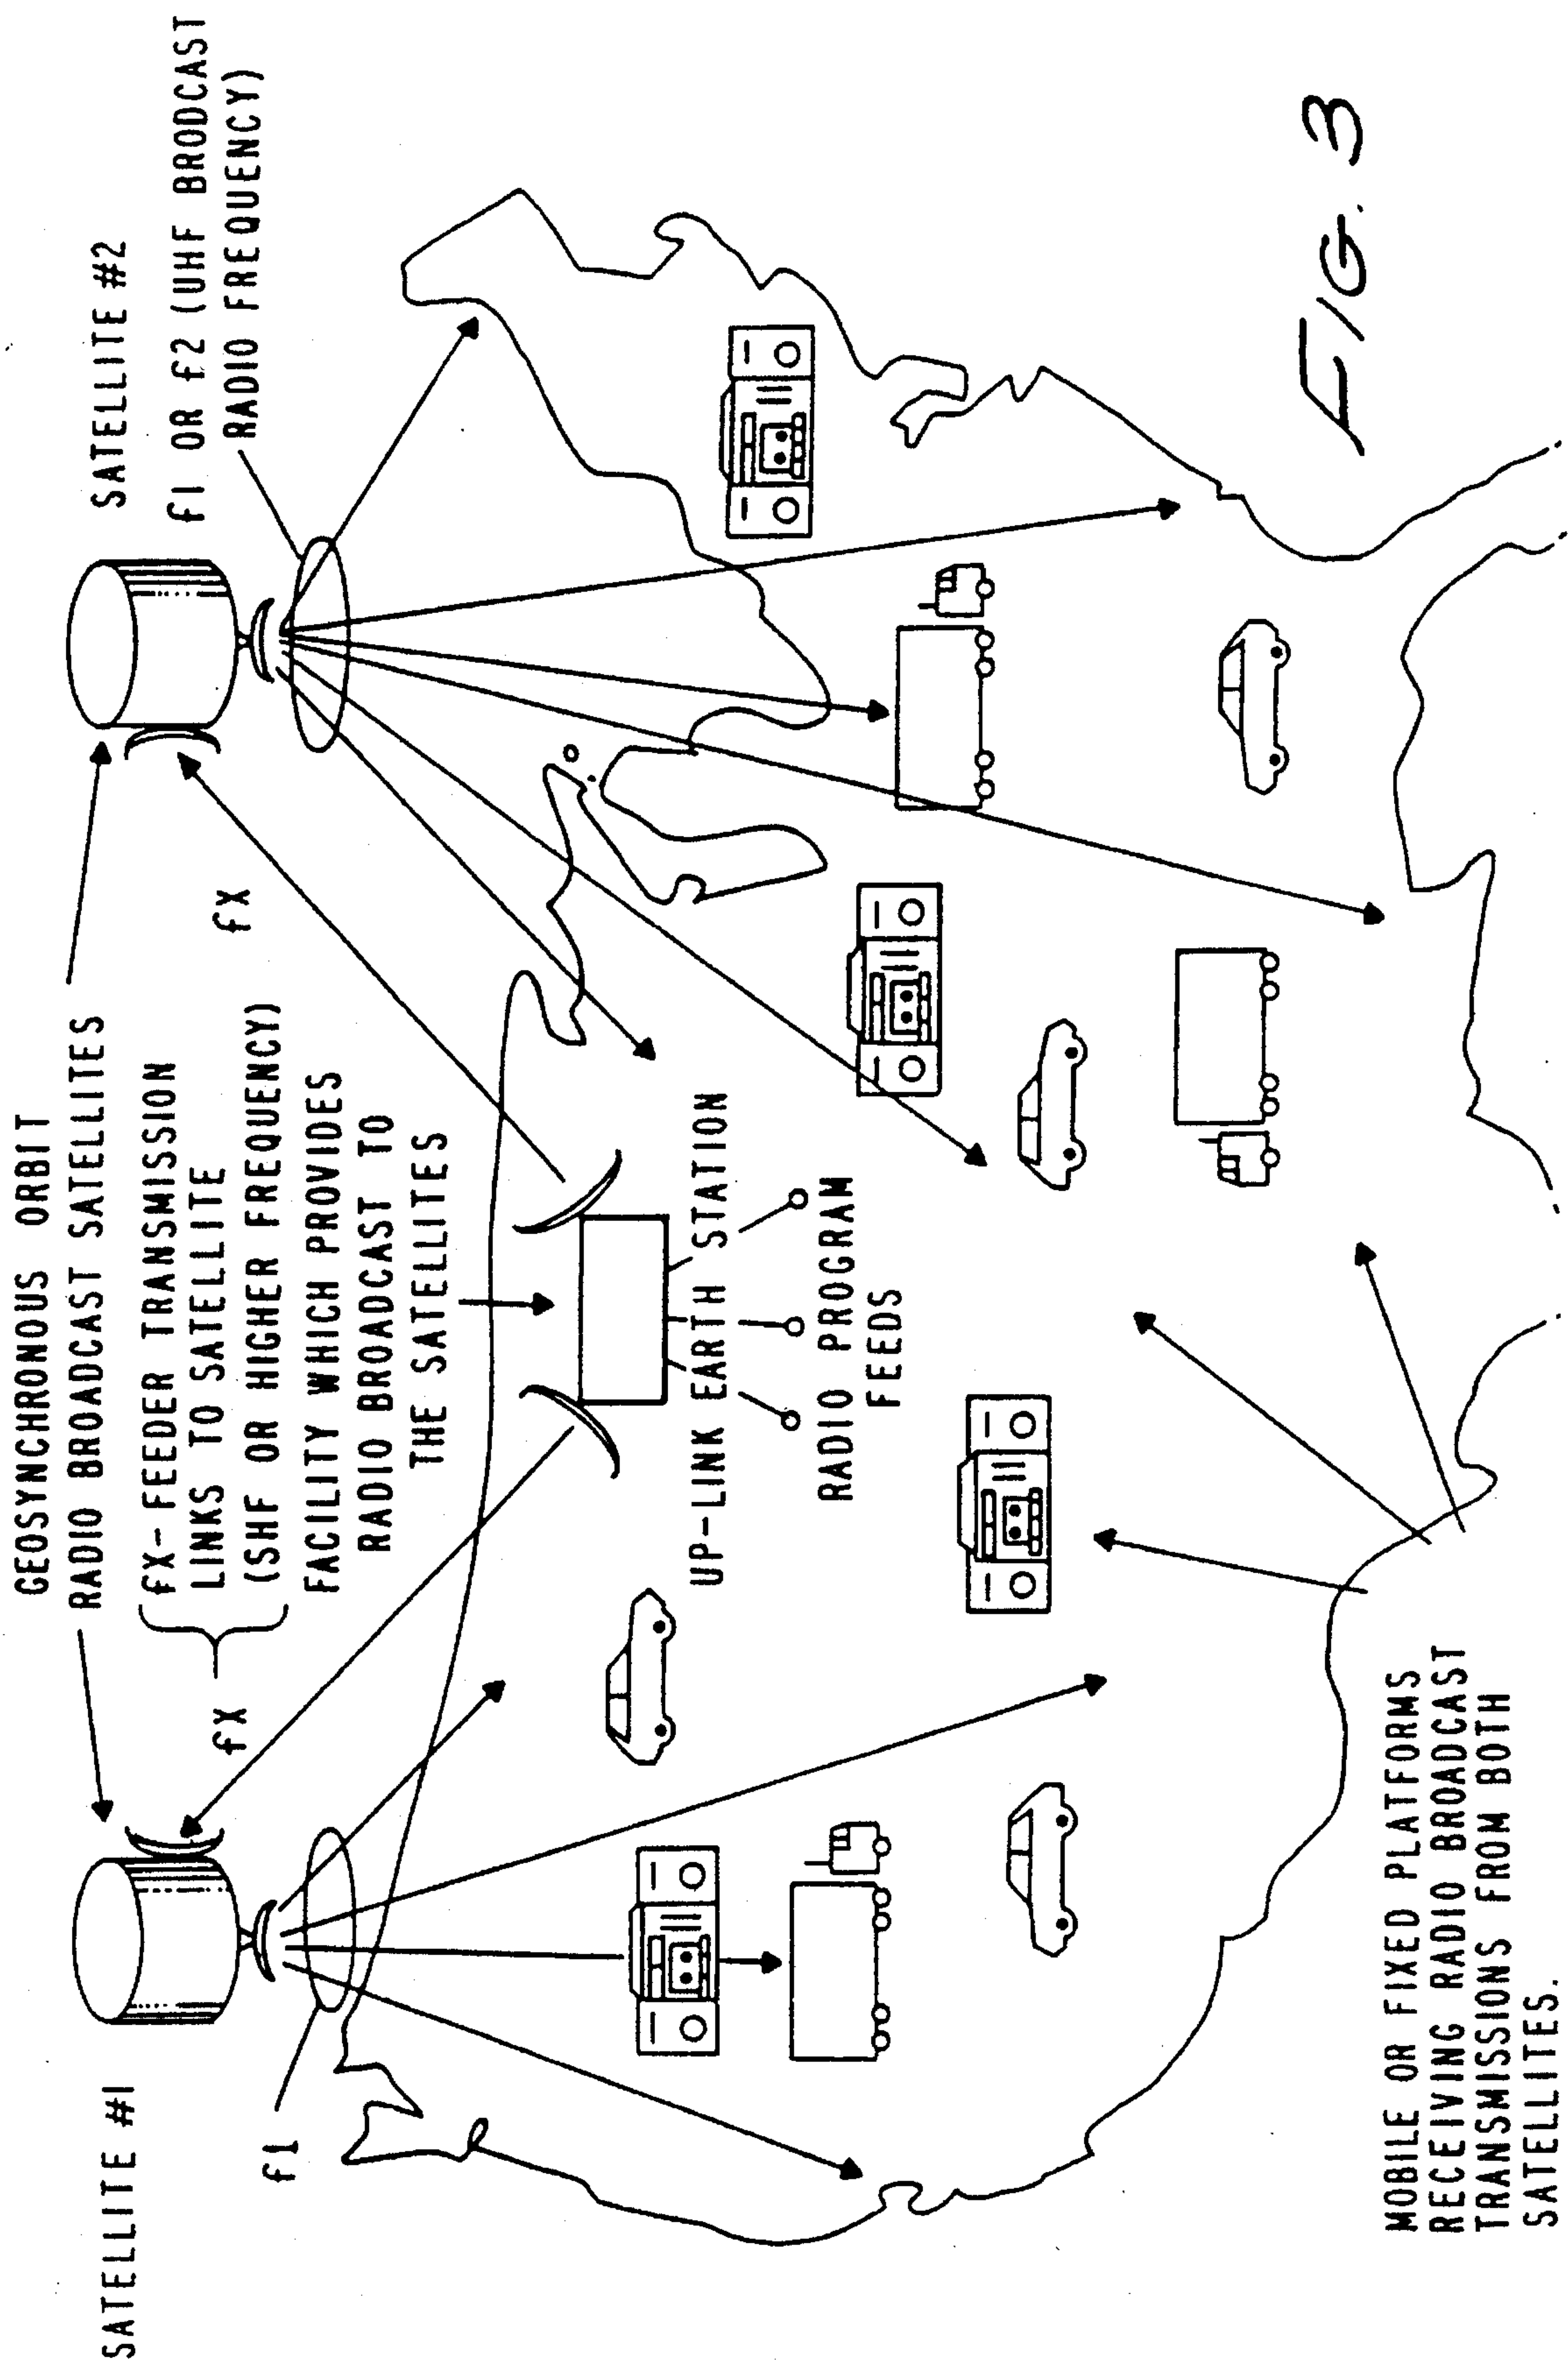 GEOSYNCHRONOUS ORBIT
RADIO BROADCAST SATELLITES
SATELLITE #1
SATELLITE #2
fX-FEEDER TRANSMISSION
LINKS TO SATELLITE
(SHF OR HIGHER FREQUENCY)
fX
fX
f1 OR f2 (UHF BRODCAST
RADIO FREQUENCY)
f1
FACILITY WHICH PROVIDES
RADIO BROADCAST TO
THE SATELLITES
UP-LINK EARTH STATION
RADIO PROGRAM
FEEDS
MOBILE OR FIXED PLATFORMS
RECEIVING RADIO BROADCAST
TRANSMISSIONS FROM BOTH
SATELLITES.
FIG. 3